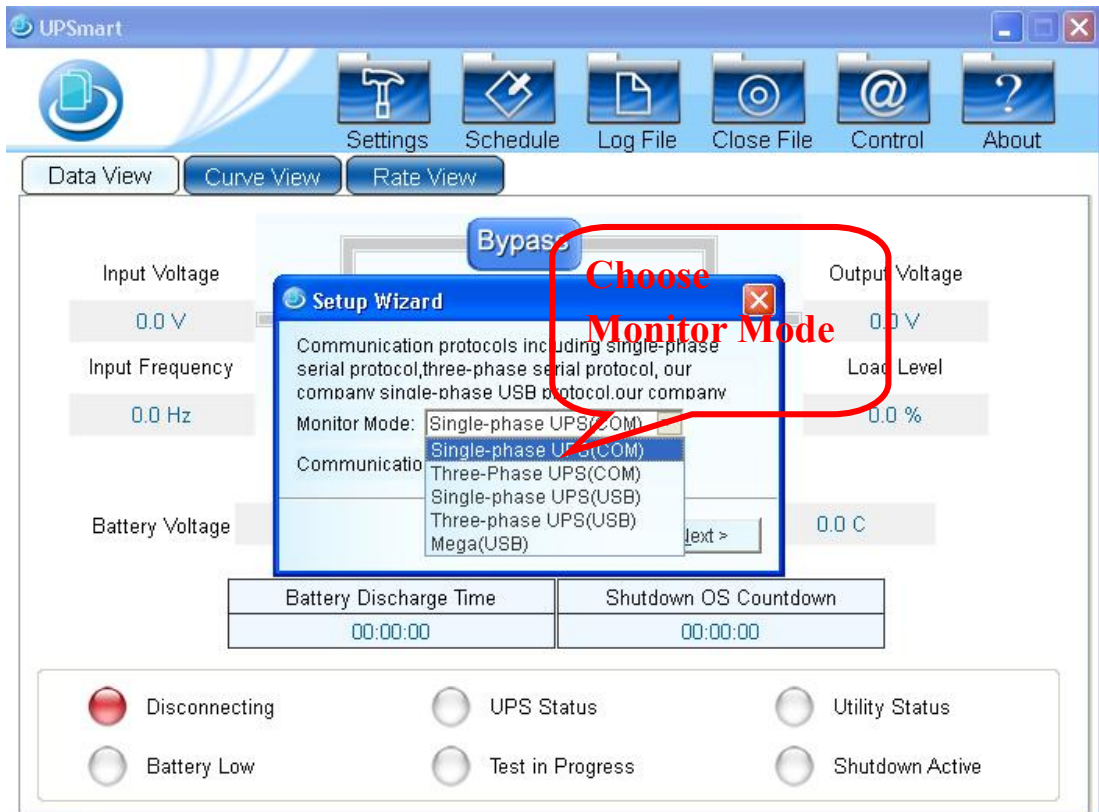 UPSmart
Settings
Schedule
Log File
Close File
Control
About
Data View
Curve View
Rate View
Bypass
Input Voltage
0.0 V
Input Frequency
0.0 Hz
Output Voltage
0.0 V
Load Level
0.0 %
Choose
Monitor Mode
Setup Wizard
Communication protocols including single-phase
serial protocol,three-phase serial protocol, our
company single-phase USB protocol,our company
Monitor Mode: Single-phase UPS(COM)
Single-phase UPS(COM)
Three-Phase UPS(COM)
Single-phase UPS(USB)
Three-phase UPS(USB)
Mega(USB)
Communicatio
ext >
Battery Voltage
0.0 C
Battery Discharge Time
Shutdown OS Countdown
00:00:00
00:00:00
Disconnecting
UPS Status
Utility Status
Battery Low
Test in Progress
Shutdown Active